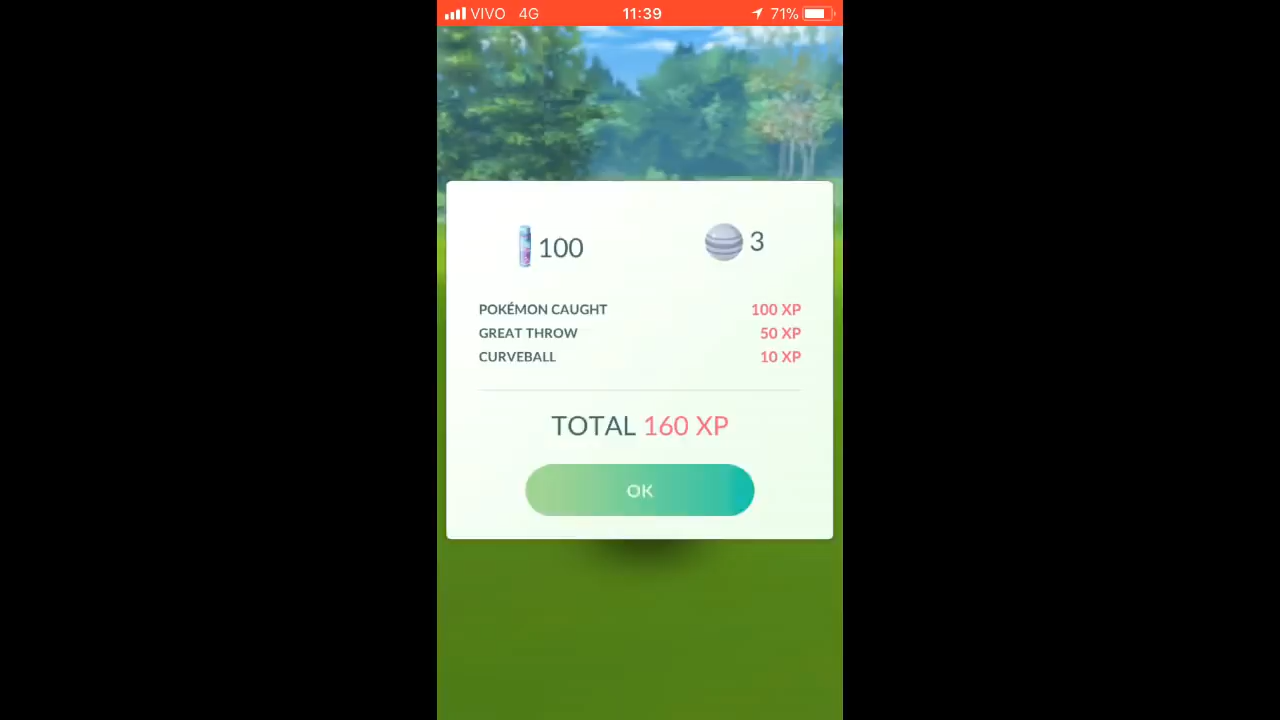 VIVO 4G 11:39 71%
100 3
POKÉMON CAUGHT 100 XP
GREAT THROW 50 XP
CURVEBALL 10 XP
TOTAL 160 XP
OK